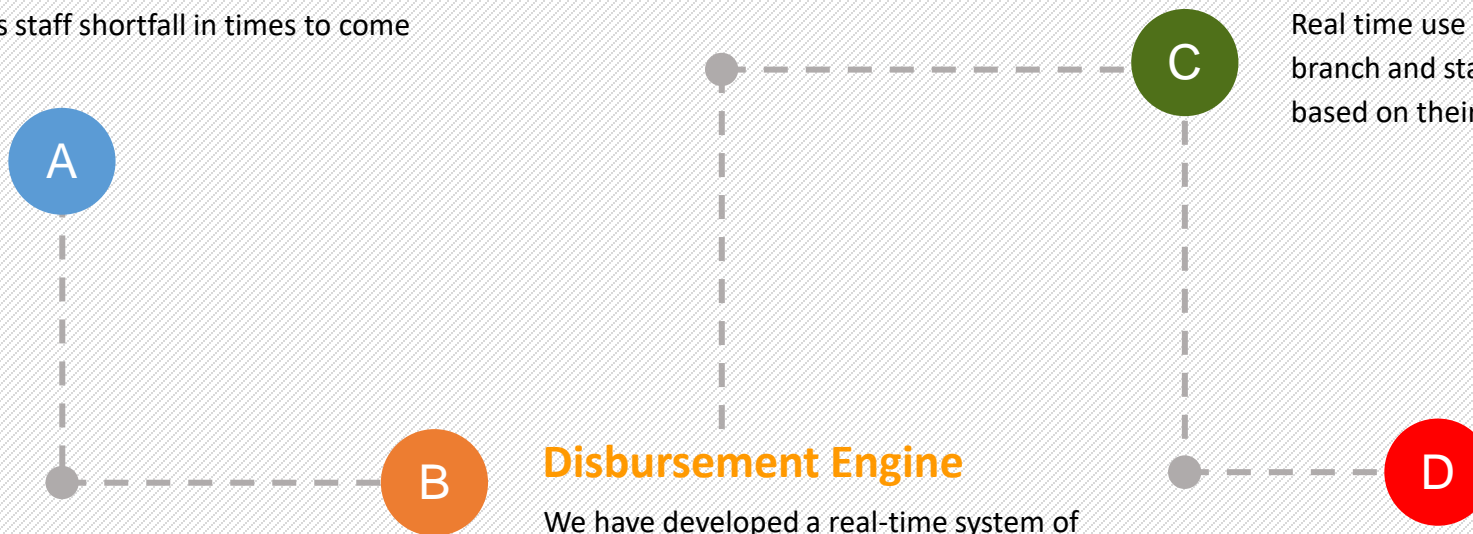 staff shortfall in times to come
A
C
Real time use
branch and
based on their
B
Disbursement Engine
We have developed a real-time system of
D